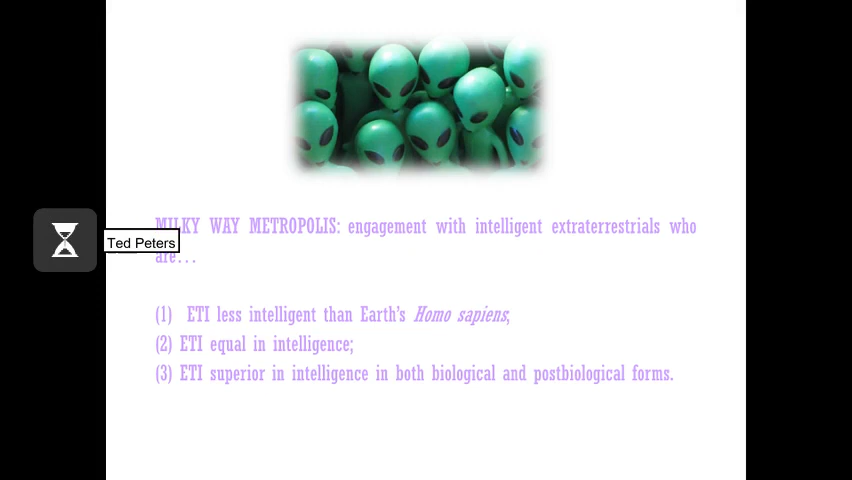 MILKY WAY METROPOLIS: engagement with intelligent extraterrestrials who
Ted Peters
are...
(1) ETI less intelligent than Earth's Homo sapiens;
(2) ETI equal in intelligence;
(3) ETI superior in intelligence in both biological and postbiological forms.